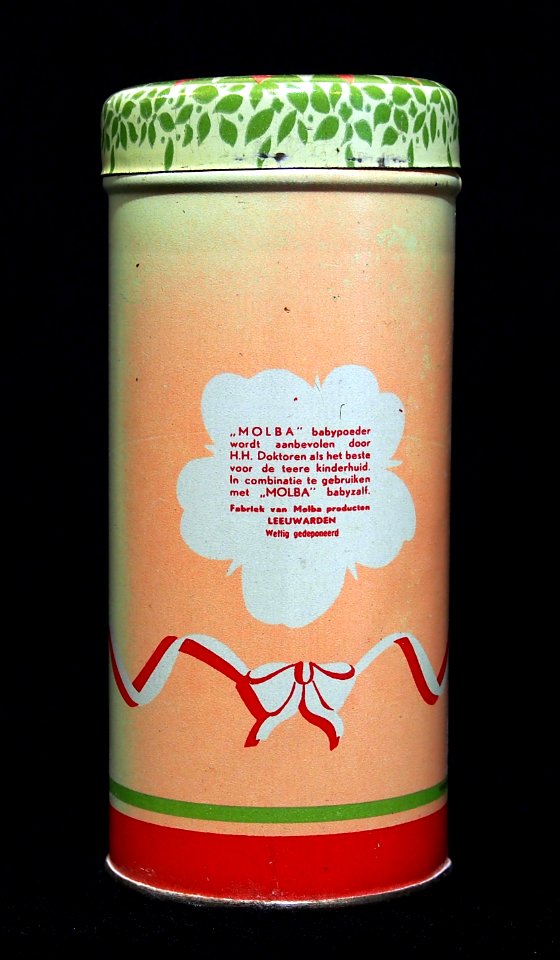 „MOLBA" babypoeder
wordt aanbevolen door
H.H. Doktoren als het beste
voor de teere kinderhuid.
In combinatie te gebruiken
met „MOLBA" babyzalf.
Fabriek van Molba producten
LEEUWARDEN
Wettig gedeponeerd